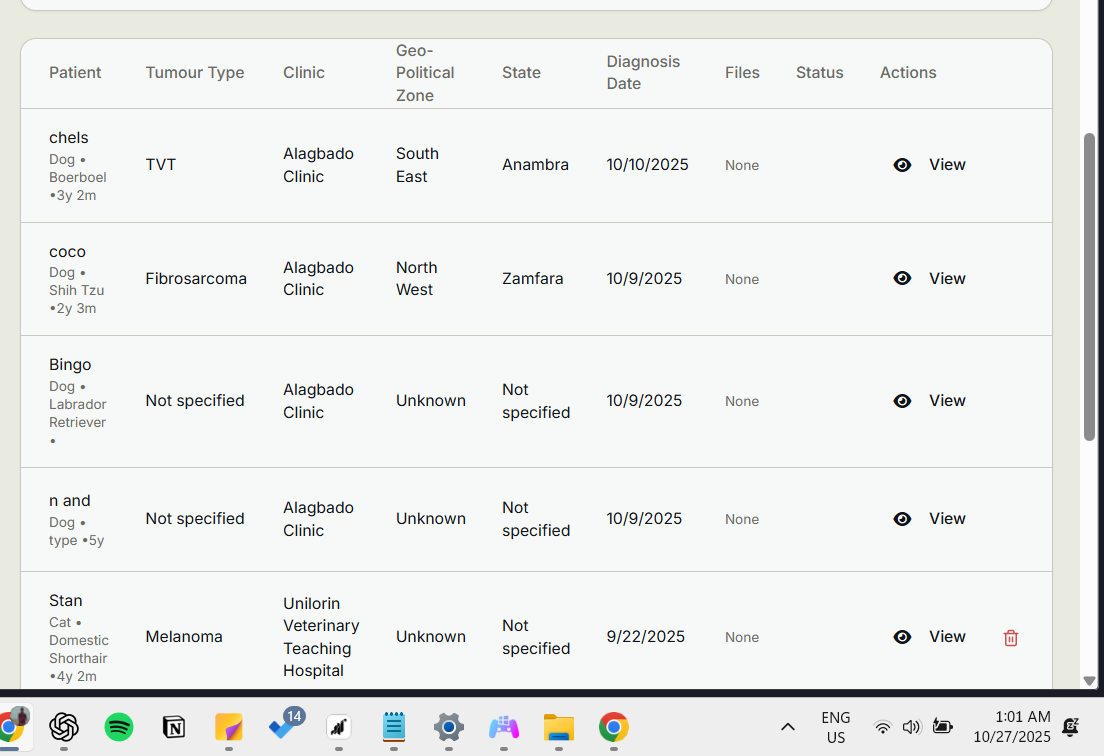 Patient
Tumour Type
Clinic
Geo-
Political
Zone
State
Diagnosis
Date
Files
Status
Actions
chels
Dog •
Boerboel
•3y 2m
TVT
Alagbado
Clinic
South
East
Anambra
10/10/2025
None
View
coco
Dog •
Shih Tzu
•2y 3m
Fibrosarcoma
Alagbado
Clinic
North
West
Zamfara
10/9/2025
None
View
Bingo
Dog •
Labrador
Retriever
•
Not specified
Alagbado
Clinic
Unknown
Not
specified
10/9/2025
None
View
n and
Dog •
type •5y
Not specified
Alagbado
Clinic
Unknown
Not
specified
10/9/2025
None
View
Stan
Cat •
Domestic
Shorthair
•4y 2m
Melanoma
Unilorin
Veterinary
Teaching
Hospital
Unknown
Not
specified
9/22/2025
None
View
14
ENG
US
1:01 AM
10/27/2025